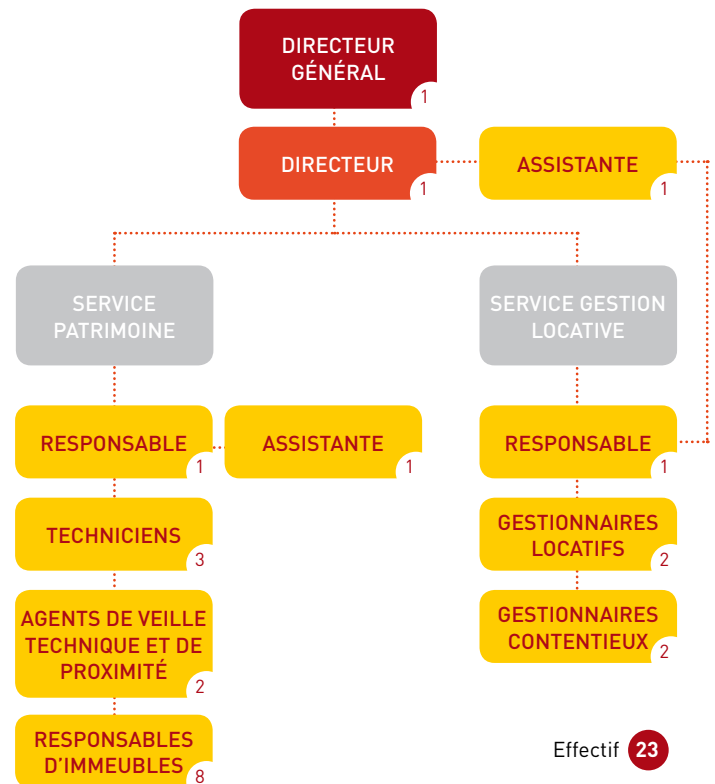 DIRECTEUR
GÉNÉRAL
1
DIRECTEUR
1
ASSISTANTE
1
SERVICE
PATRIMOINE
RESPONSABLE
1
ASSISTANTE
1
TECHNICIENS
3
AGENTS DE VEILLE
TECHNIQUE ET DE
PROXIMITÉ
2
RESPONSABLES
D'IMMEUBLES
8
SERVICE GESTION
LOCATIVE
RESPONSABLE
1
GESTIONNAIRES
LOCATIFS
2
GESTIONNAIRES
CONTENTIEUX
2
Effectif 23